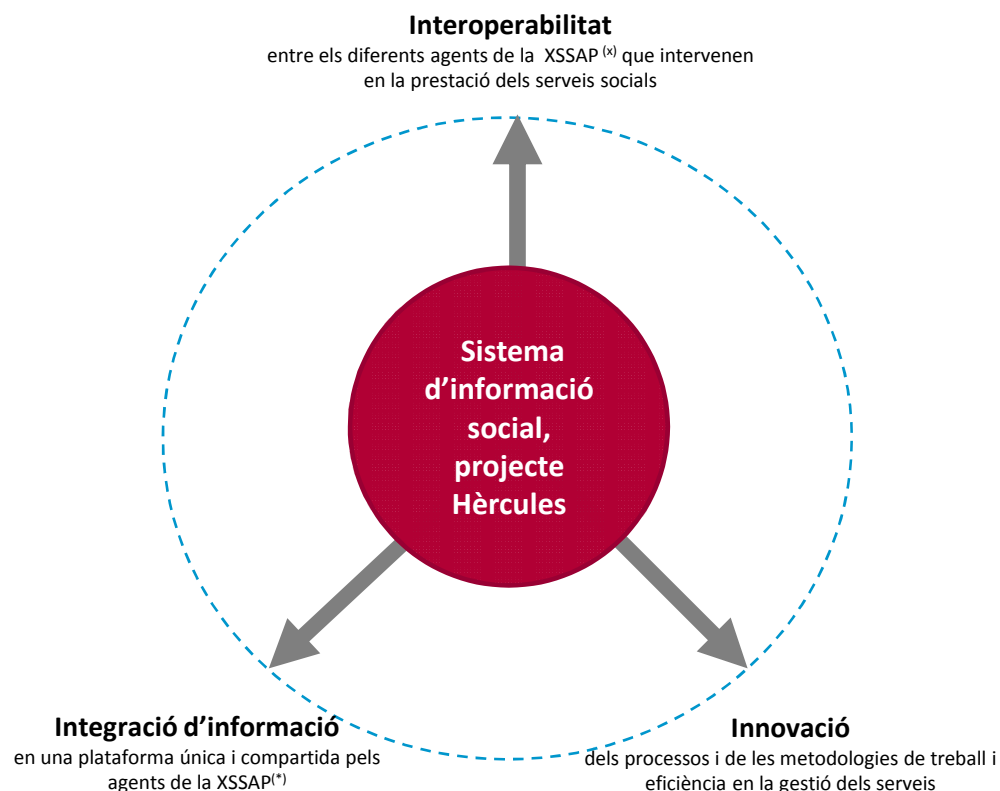 Interoperabilitat
entre els diferents agents de la XSSAP (x) que intervenen
en la prestació dels serveis socials
Sistema
d’informació
social,
projecte
Hèrcules
Integració d’informació
en una plataforma única i compartida pels
agents de la XSSAP(*)
Innovació
dels processos i de les metodologies de treball i
eficiència en la gestió dels serveis